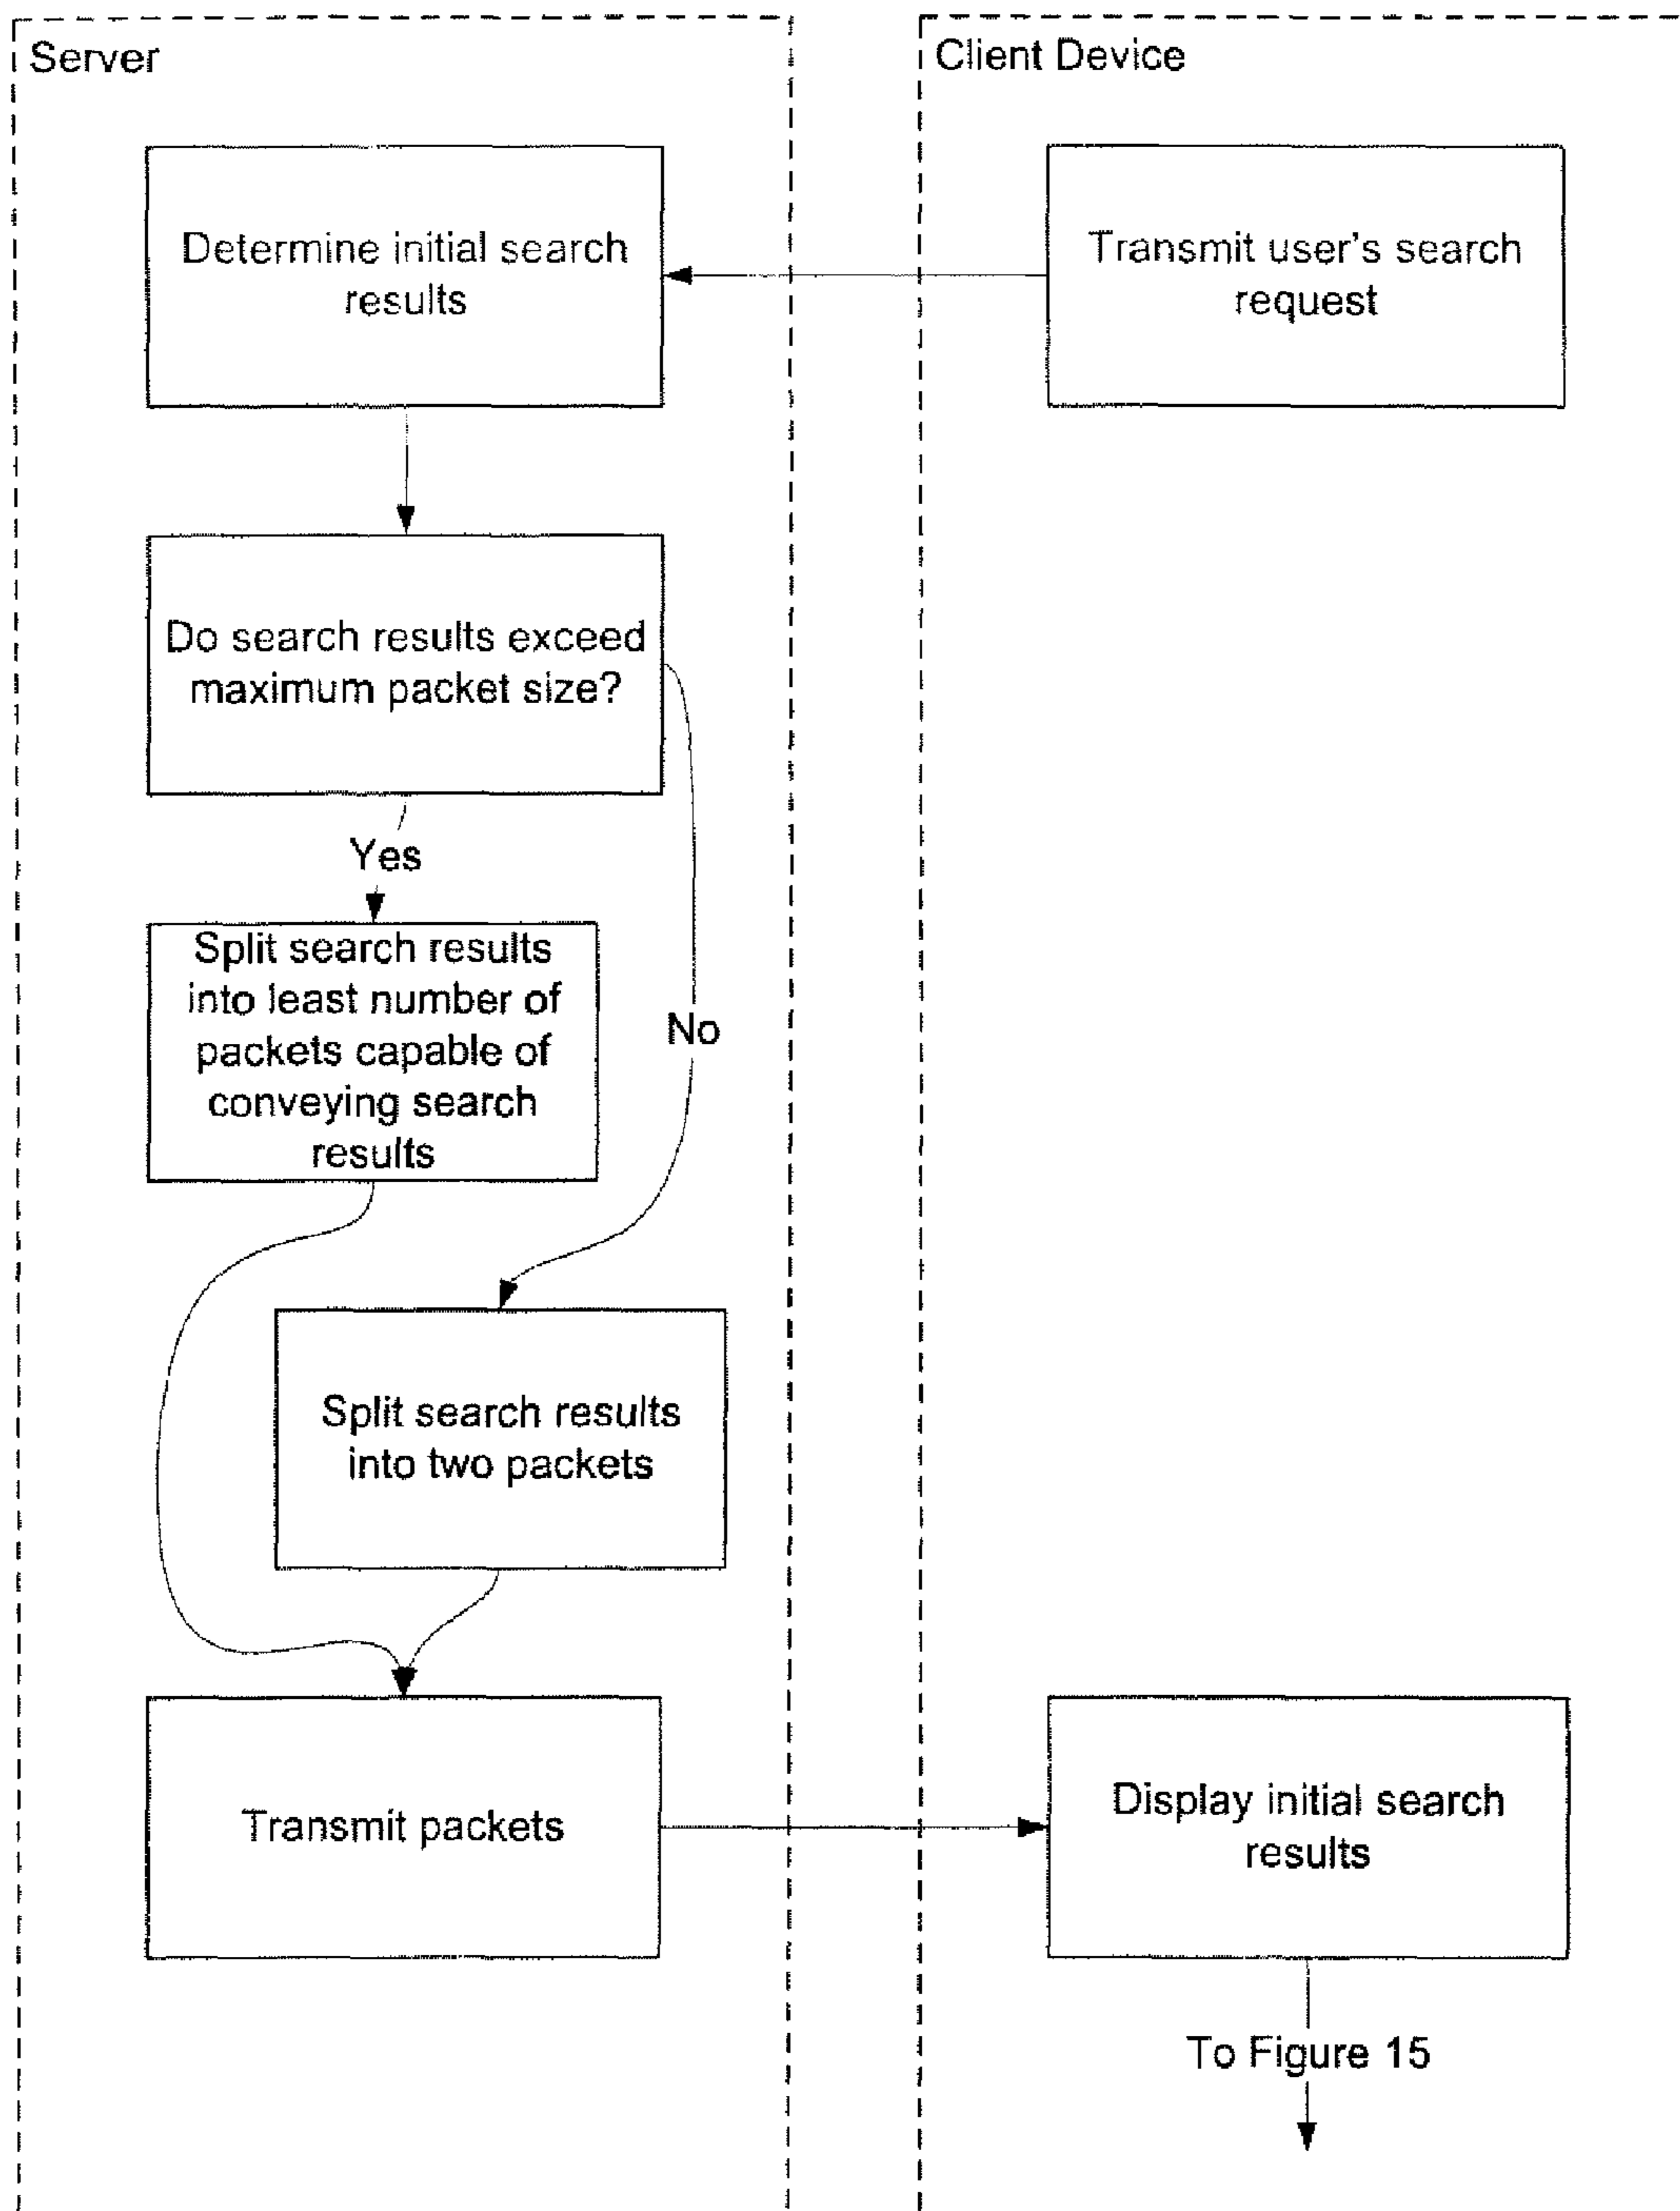 Server
Client Device
Determine initial search
results
Transmit user's search
request
Do search results exceed
maximum packet size?
Yes
Split search results
into least number of
packets capable of
conveying search
results
No
Split search results
into two packets
Transmit packets
Display initial search
results
To Figure 15